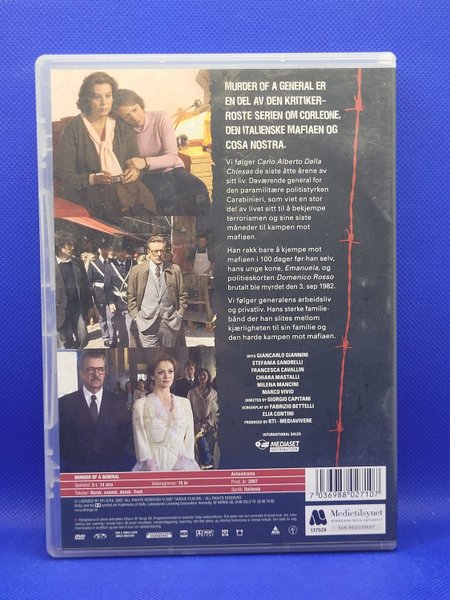 MURDER OF A GENERAL ER
EN DEL AV DEN KRITIKER-
ROSTE SERIEN OM CORLEONE,
DEN ITALIENSKE MAFIAEN OG
COSA NOSTRA.
Vi følger Carlo Alberto Dalla
Chiesas de siste åtte årene av
sitt liv. Daværende general for
den paramilitære politistyrken
Carabinieri, som viet en stor
del av livet sitt til å bekjempe
terrorismen og sine siste
måneder til kampen mot
mafiaen.
Han rakk bare å kjempe mot
mafiaen i 100 dager før han selv,
hans unge kone, Emanuela, og
politieskorten Domenico Rosso
brutalt ble myrdet den 3. sep 1982.
Vi følger generalens arbeidsliv
og privatliv. Hans sterke familie-
bånd der han slites mellom
kjærligheten til sin familie og
den harde kampen mot mafiaen.
WITH GIANCARLO GIANNINI
STEFANIA SANDRELLI
FRANCESCA CAVALLIN
CHIARA MASTALLI
MILENA MANCINI
MARCO VIVIO
DIRECTED BY GIORGIO CAPITANI
SCREENPLAY BY FABRIZIO BETTELLI
ELIA CONTINI
PRODUCED BY RTI - MEDIAVIVERE
INTERNATIONAL SALES
MEDIASET
DISTRIBUTION
MURDER OF A GENERAL
Actiondrama
Spilletid: 3 t. 14 min
Aldersgrense: 15 år
Prod. år: 2007
Tekster: Norsk, svensk, dansk, finsk
Språk: Italiensk
7 036988 027107
Medietilsynet
NORWEGIAN MEDIA AUTHORITY
137529
KUN REGISTRERT
DVD